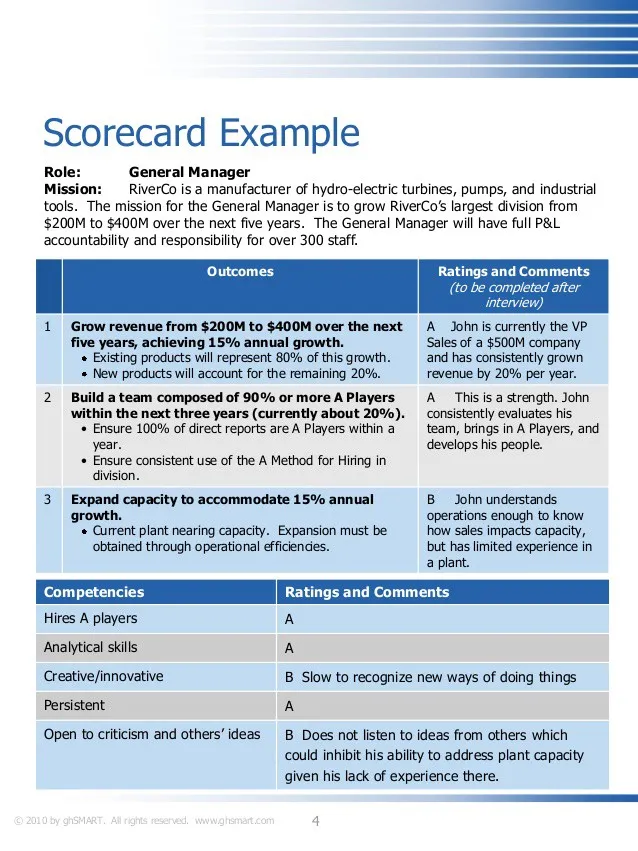 Scorecard Example
Role: General Manager
Mission: RiverCo is a manufacturer of hydro-electric turbines, pumps, and industrial
tools. The mission for the General Manager is to grow RiverCo’s largest division from
$200M to $400M over the next five years. The General Manager will have full P&L
accountability and responsibility for over 300 staff.
Outcomes
Ratings and Comments
(to be completed after
interview)
1
Grow revenue from $200M to $400M over the next
five years, achieving 15% annual growth.
• Existing products will represent 80% of this growth.
• New products will account for the remaining 20%.
A John is currently the VP
Sales of a $500M company
and has consistently grown
revenue by 20% per year.
2
Build a team composed of 90% or more A Players
within the next three years (currently about 20%).
• Ensure 100% of direct reports are A Players within a
year.
• Ensure consistent use of the A Method for Hiring in
division.
A This is a strength. John
consistently evaluates his
team, brings in A Players, and
develops his people.
3
Expand capacity to accommodate 15% annual
growth.
• Current plant nearing capacity. Expansion must be
obtained through operational efficiencies.
B John understands
operations enough to know
how sales impacts capacity,
but has limited experience in
a plant.
Competencies
Ratings and Comments
Hires A players
A
Analytical skills
A
Creative/innovative
B Slow to recognize new ways of doing things
Persistent
A
Open to criticism and others’ ideas
B Does not listen to ideas from others which
could inhibit his ability to address plant capacity
given his lack of experience there.
© 2010 by ghSMART. All rights reserved. www.ghsmart.com
4